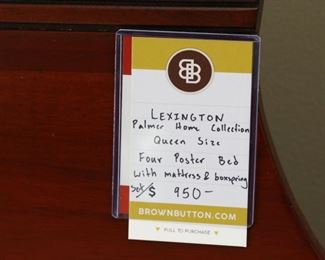 BB
LEXINGTON
Palmer Home Collection
Queen Size
Four Poster Bed
with mattress & boxspring
set/$ 950-
BROWNBUTTON.COM
PULL TO PURCHASE